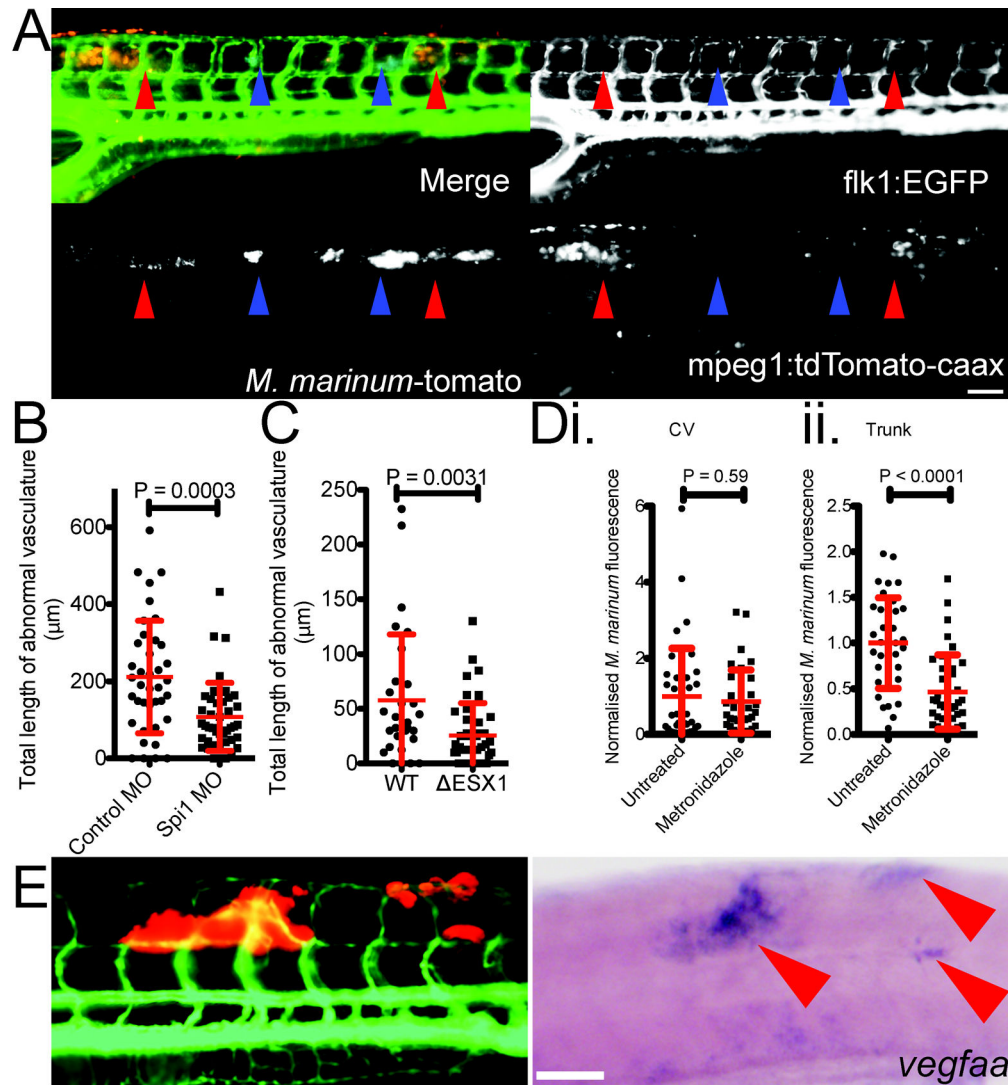 A
Merge
flk1:EGFP
M. marinum-tomato
mpeg1:tdTomato-caax
B
Total length of abnormal vasculature
(µm)
P = 0.0003
600
400
200
0
Control MO
Spi1 MO
C
Total length of abnormal vasculature
(µm)
P = 0.0031
250
200
150
100
50
0
WT
ΔESX1
Di.
CV
Normalised M. marinum fluorescence
P = 0.59
6
4
2
0
Untreated
Metronidazole
ii.
Trunk
Normalised M. marinum fluorescence
P < 0.0001
2.5
2.0
1.5
1.0
0.5
0.0
Untreated
Metronidazole
E
vegfaa